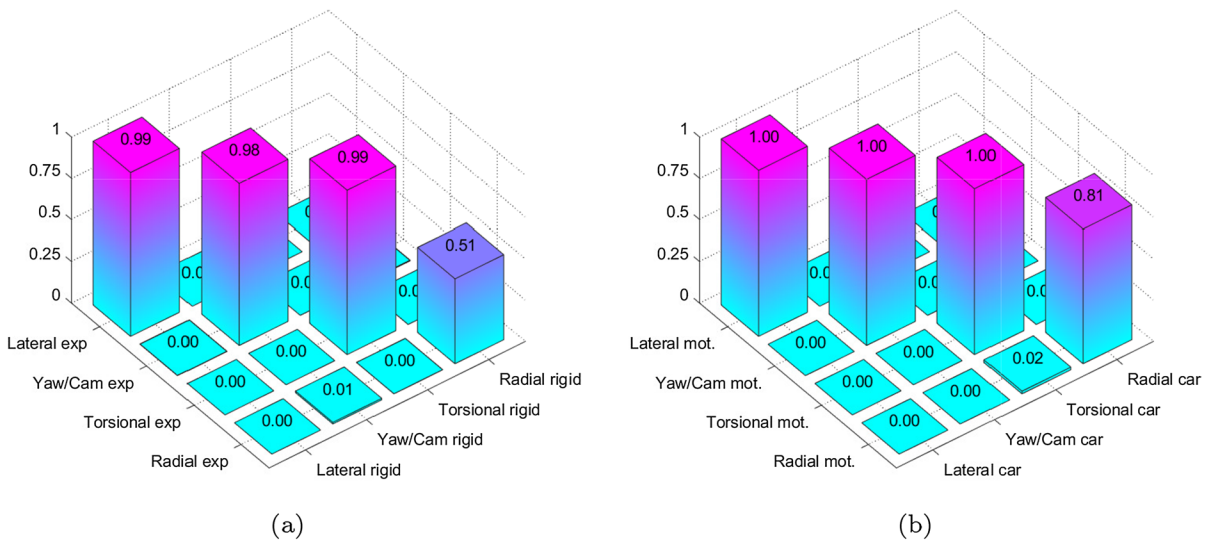 1
0.75
0.5
0.25
0
0.99
0.98
0.99
0.51
0.00
0.00
0.00
0.00
0.00
0.01
0.00
Lateral exp
Yaw/Cam exp
Torsional exp
Radial exp
Lateral rigid
Yaw/Cam rigid
Torsional rigid
Radial rigid
(a)
1
0.75
0.5
0.25
0
1.00
1.00
1.00
0.81
0.00
0.00
0.02
0.00
0.00
0.00
Lateral mot.
Yaw/Cam mot.
Torsional mot.
Radial mot.
Lateral car
Yaw/Cam car
Torsional car
Radial car
(b)